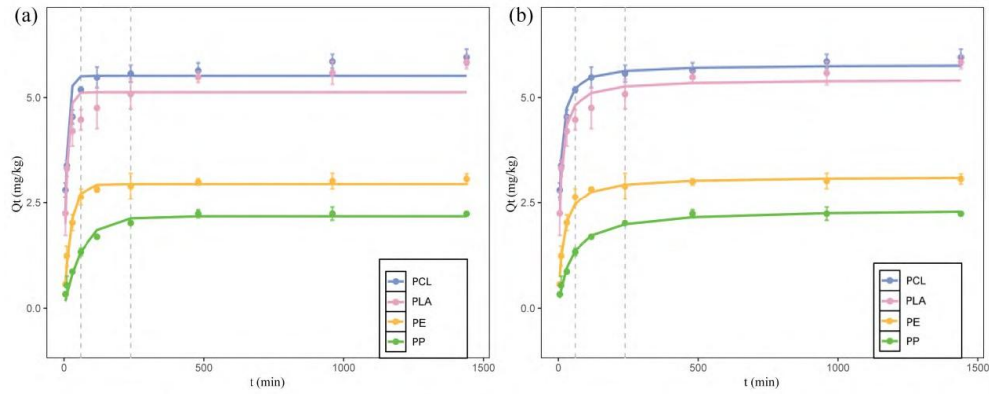 (a)
Qt (mg/kg)
5.0
2.5
0.0
0
500
1000
1500
t (min)
PCL
PLA
PE
PP
(b)
Qt (mg/kg)
5.0
2.5
0.0
0
500
1000
1500
t (min)
PCL
PLA
PE
PP